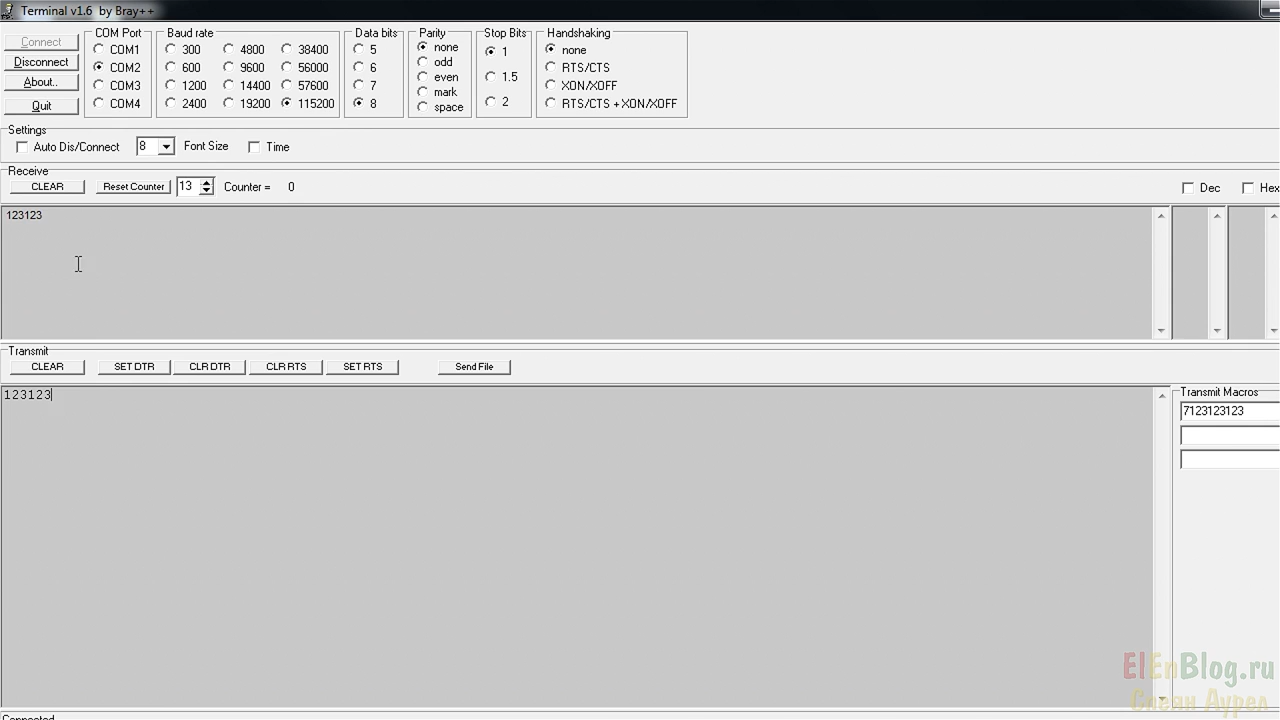 Terminal v1.6 by Bray++
Connect
Disconnect
About..
Quit
COM Port
COM1
COM2
COM3
COM4
Baud rate
300 4800 38400
600 9600 56000
1200 14400 57600
2400 19200 115200
Data bits
5
6
7
8
Parity
none
odd
even
mark
space
Stop Bits
1
1.5
2
Handshaking
none
RTS/CTS
XON/XOFF
RTS/CTS + XON/XOFF
Settings
Auto Dis/Connect 8 Font Size Time
Receive
CLEAR Reset Counter 13 Counter = 0 Dec Hex
123123
Transmit
CLEAR SET DTR CLR DTR CLR RTS SET RTS Send File
123123
Transmit Macros
7123123123
ElEnBlog.ru
Слеян Аурел
Connected